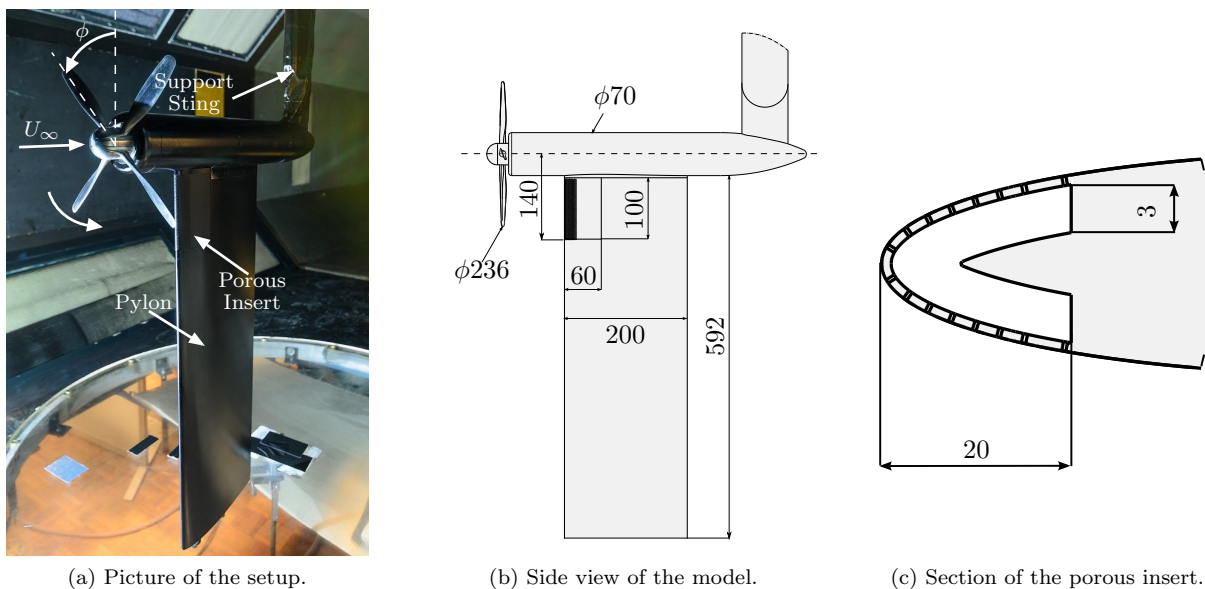 ϕ
Support
Sting
U∞
Porous
Insert
Pylon
ϕ70
140
100
ϕ236
60
200
592
3
20
(a) Picture of the setup.
(b) Side view of the model.
(c) Section of the porous insert.